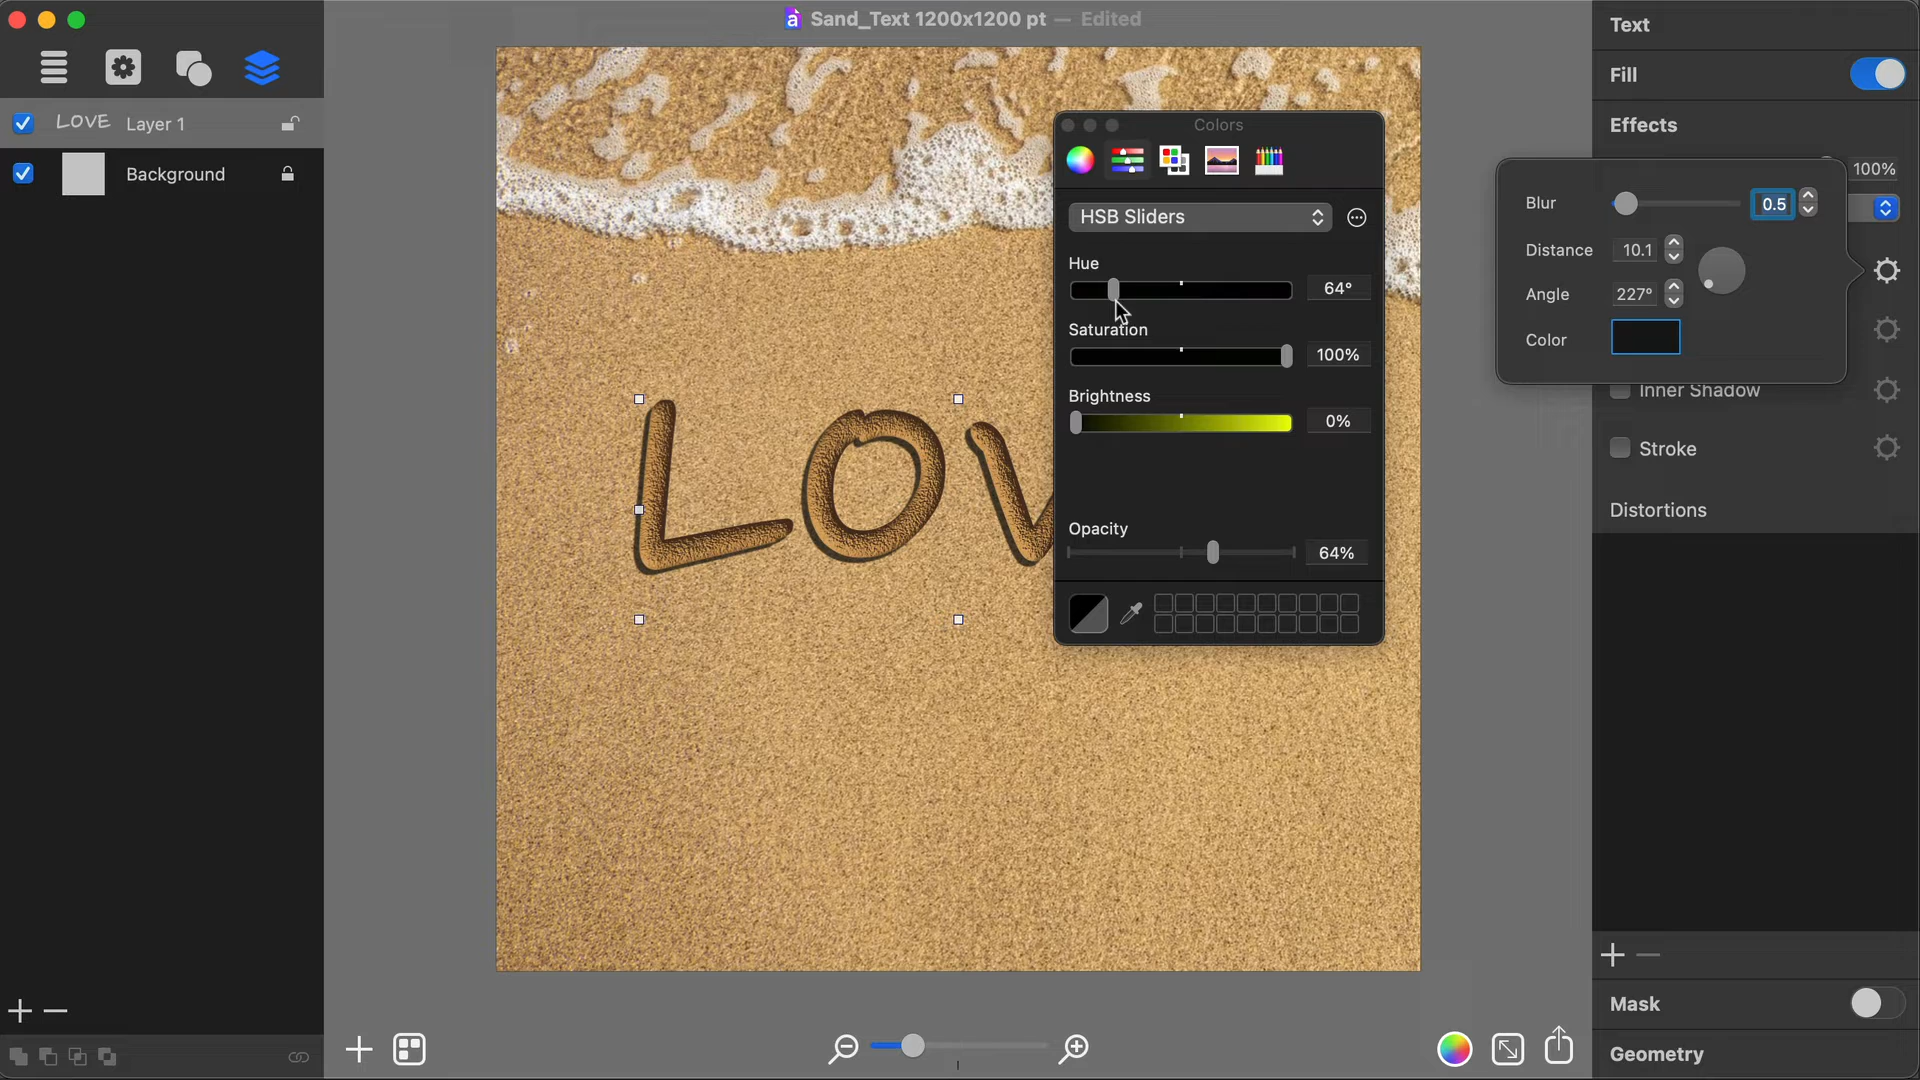 Sand_Text 1200x1200 pt — Edited
LOVE Layer 1
Background
LOV
Colors
HSB Sliders
Hue
64°
Saturation
100%
Brightness
0%
Opacity
64%
Text
Fill
Effects
100%
Blur
0.5
Distance
10.1
Angle
227°
Color
Inner Shadow
Stroke
Distortions
Mask
Geometry